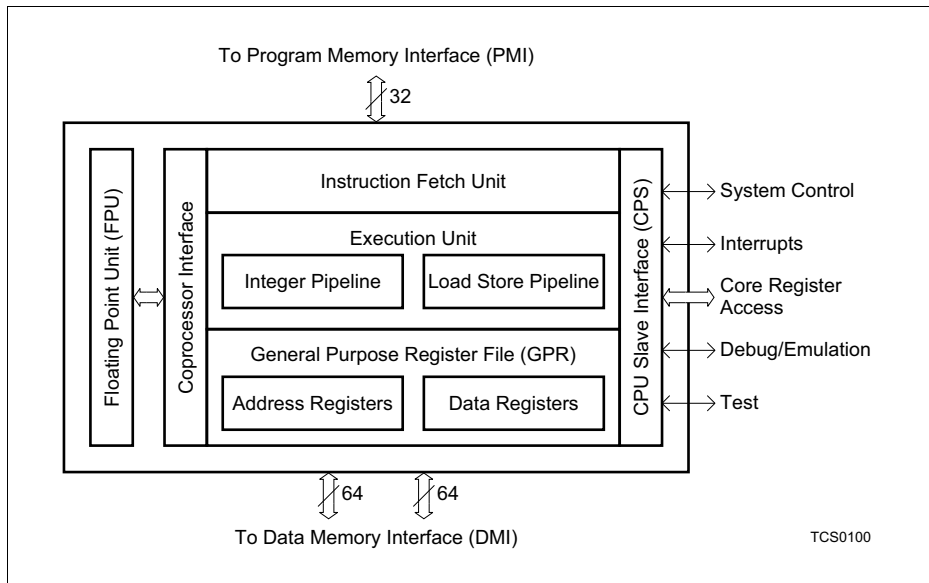 To Program Memory Interface (PMI)
32
Floating Point Unit (FPU)
Coprocessor Interface
Instruction Fetch Unit
Execution Unit
Integer Pipeline
Load Store Pipeline
General Purpose Register File (GPR)
Address Registers
Data Registers
CPU Slave Interface (CPS)
System Control
Interrupts
Core Register
Access
Debug/Emulation
Test
64
64
To Data Memory Interface (DMI)
TCS0100